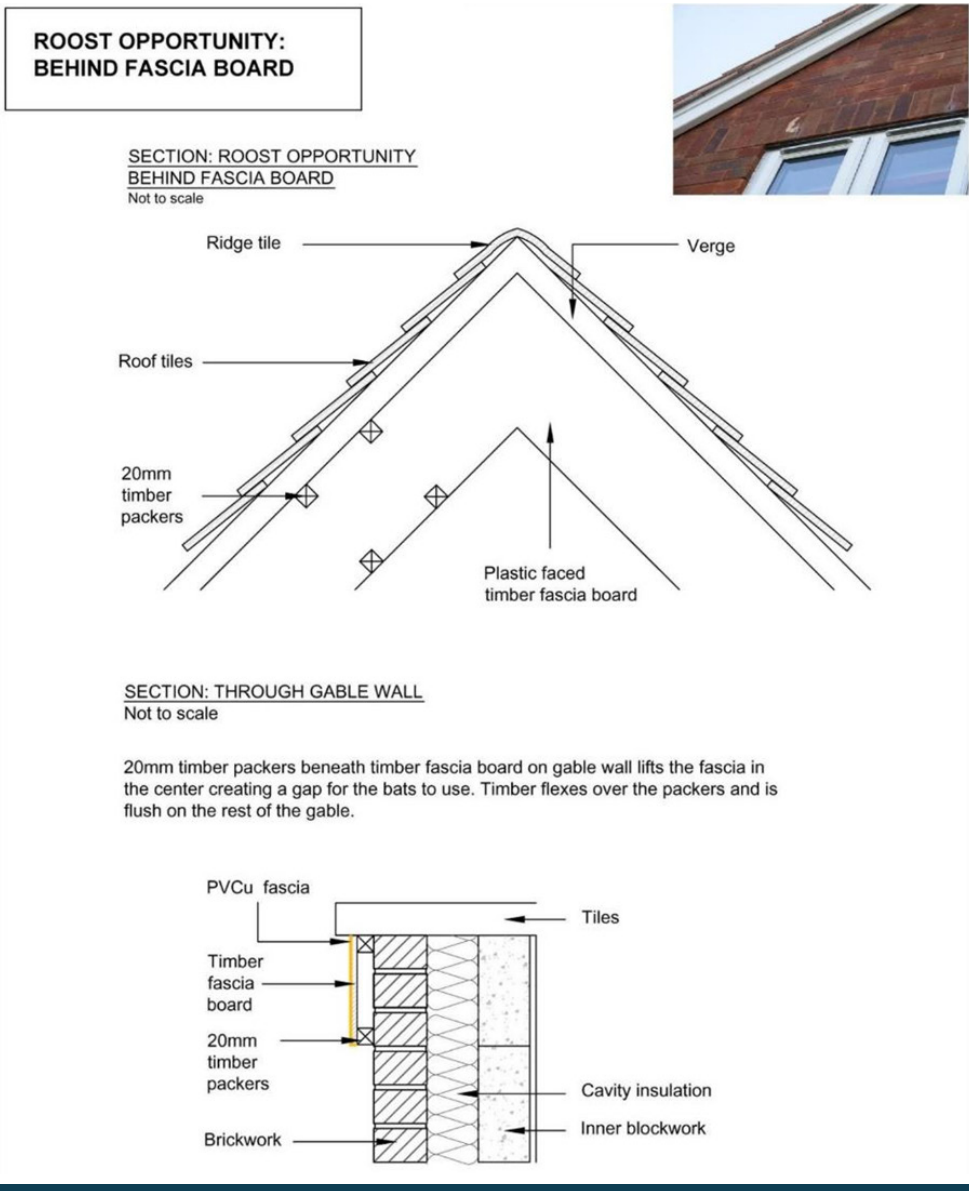 ROOST OPPORTUNITY:
BEHIND FASCIA BOARD
SECTION: ROOST OPPORTUNITY
BEHIND FASCIA BOARD
Not to scale
Ridge tile
Verge
Roof tiles
20mm
timber
packers
Plastic faced
timber fascia board
SECTION: THROUGH GABLE WALL
Not to scale
20mm timber packers beneath timber fascia board on gable wall lifts the fascia in
the center creating a gap for the bats to use. Timber flexes over the packers and is
flush on the rest of the gable.
PVCu fascia
Tiles
Timber
fascia
board
20mm
timber
packers
Cavity insulation
Inner blockwork
Brickwork